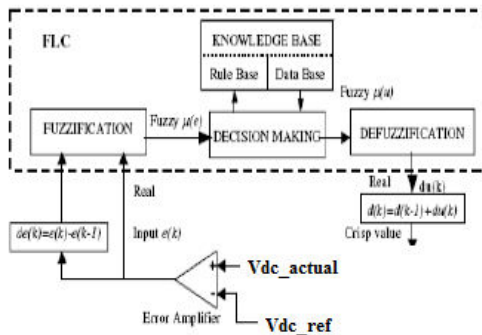 FLC
KNOWLEDGE BASE
Rule Base
Data Base
Fuzzy μ(u)
FUZZIFICATION
Fuzzy μ(e)
DECISION MAKING
DEFUZZIFICATION
Real
Real
du(k)
de(k)=e(k)-e(k-1)
Input e(k)
d(k)=d(k-1)+du(k)
Crisp value
+
Vdc_actual
-
Error Amplifier
Vdc_ref